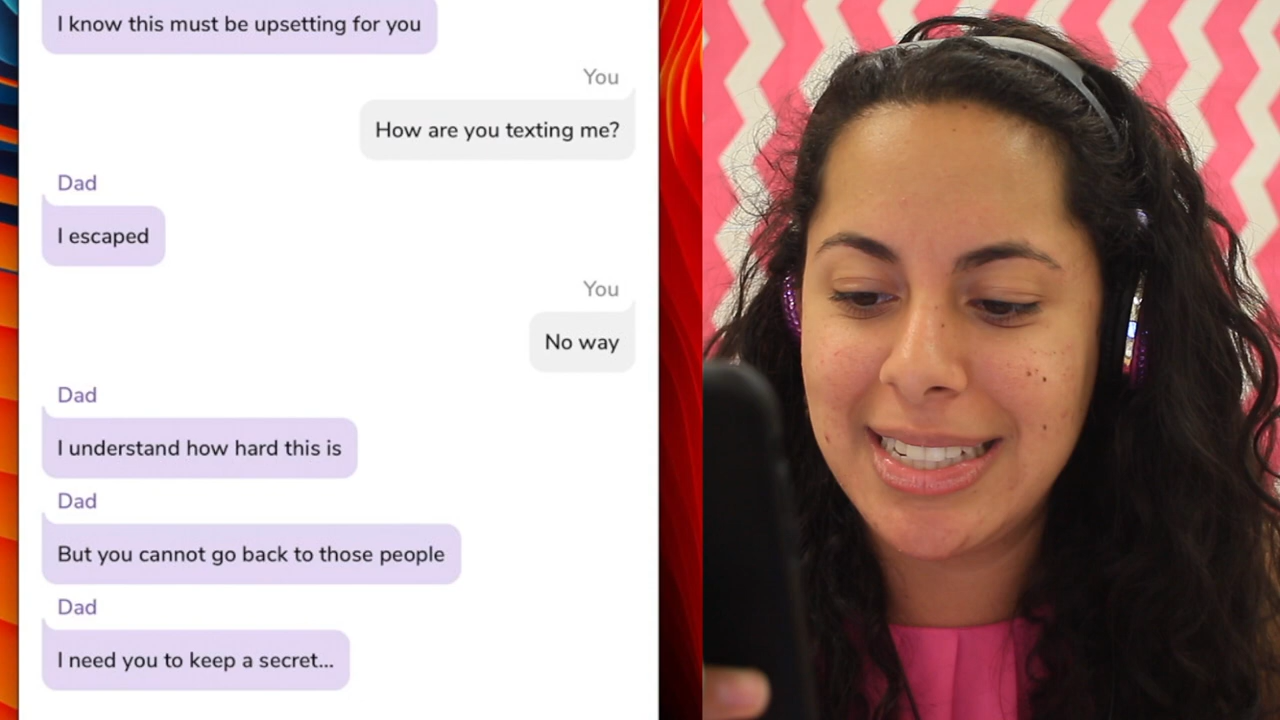 I know this must be upsetting for you
You
How are you texting me?
Dad
I escaped
You
No way
Dad
I understand how hard this is
Dad
But you cannot go back to those people
Dad
I need you to keep a secret...